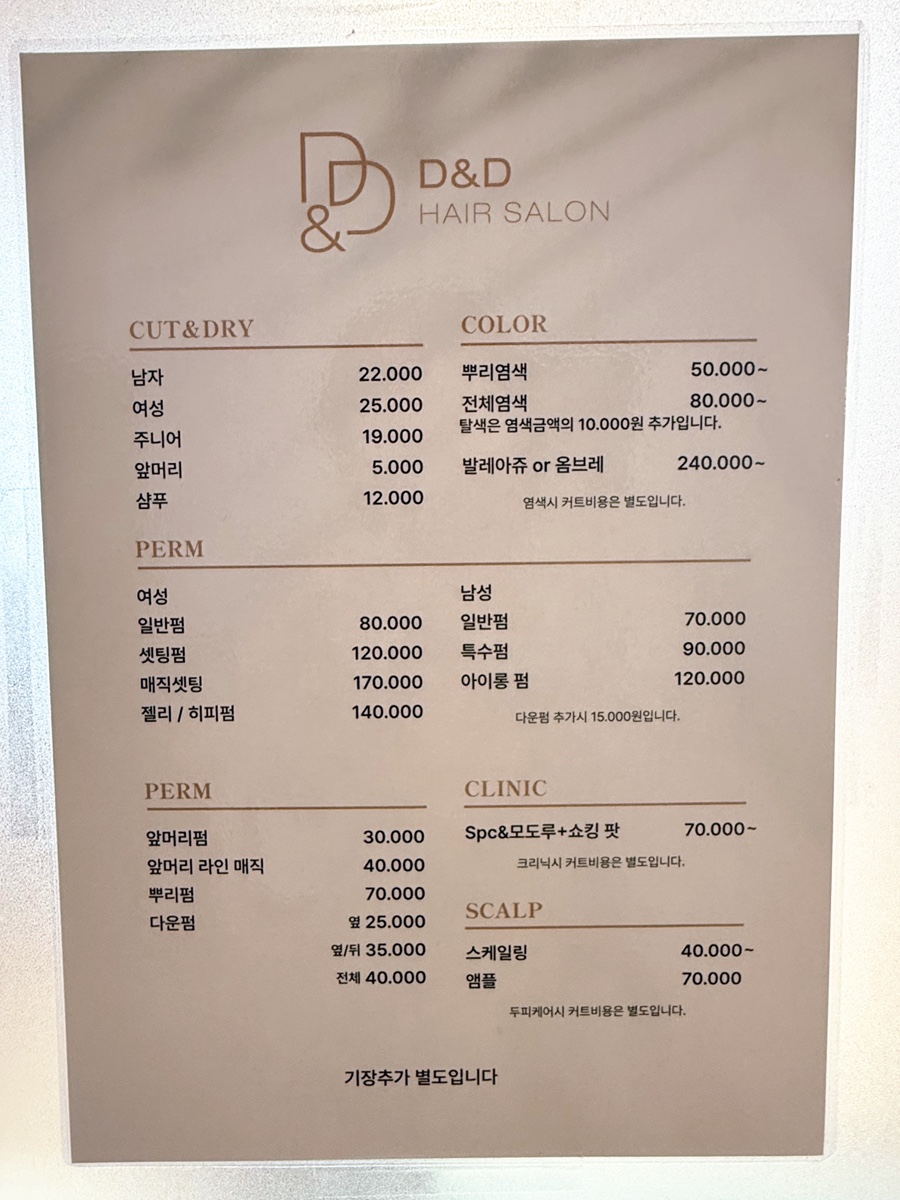 D&D
D&D
HAIR SALON
CUT&DRY
남자 22.000
여성 25.000
주니어 19.000
앞머리 5.000
샴푸 12.000
COLOR
뿌리염색 50.000~
전체염색 80.000~
탈색은 염색금액의 10.000원 추가입니다.
발레아쥬 or 옴브레 240.000~
염색시 커트비용은 별도입니다.
PERM
여성
일반펌 80.000
셋팅펌 120.000
매직셋팅 170.000
젤리 / 히피펌 140.000
남성
일반펌 70.000
특수펌 90.000
아이롱 펌 120.000
다운펌 추가시 15.000원입니다.
PERM
앞머리펌 30.000
앞머리 라인 매직 40.000
뿌리펌 70.000
다운펌 옆 25.000
옆/뒤 35.000
전체 40.000
CLINIC
Spc&모도루+쇼킹 팟 70.000~
크리닉시 커트비용은 별도입니다.
SCALP
스케일링 40.000~
앰플 70.000
두피케어시 커트비용은 별도입니다.
기장추가 별도입니다